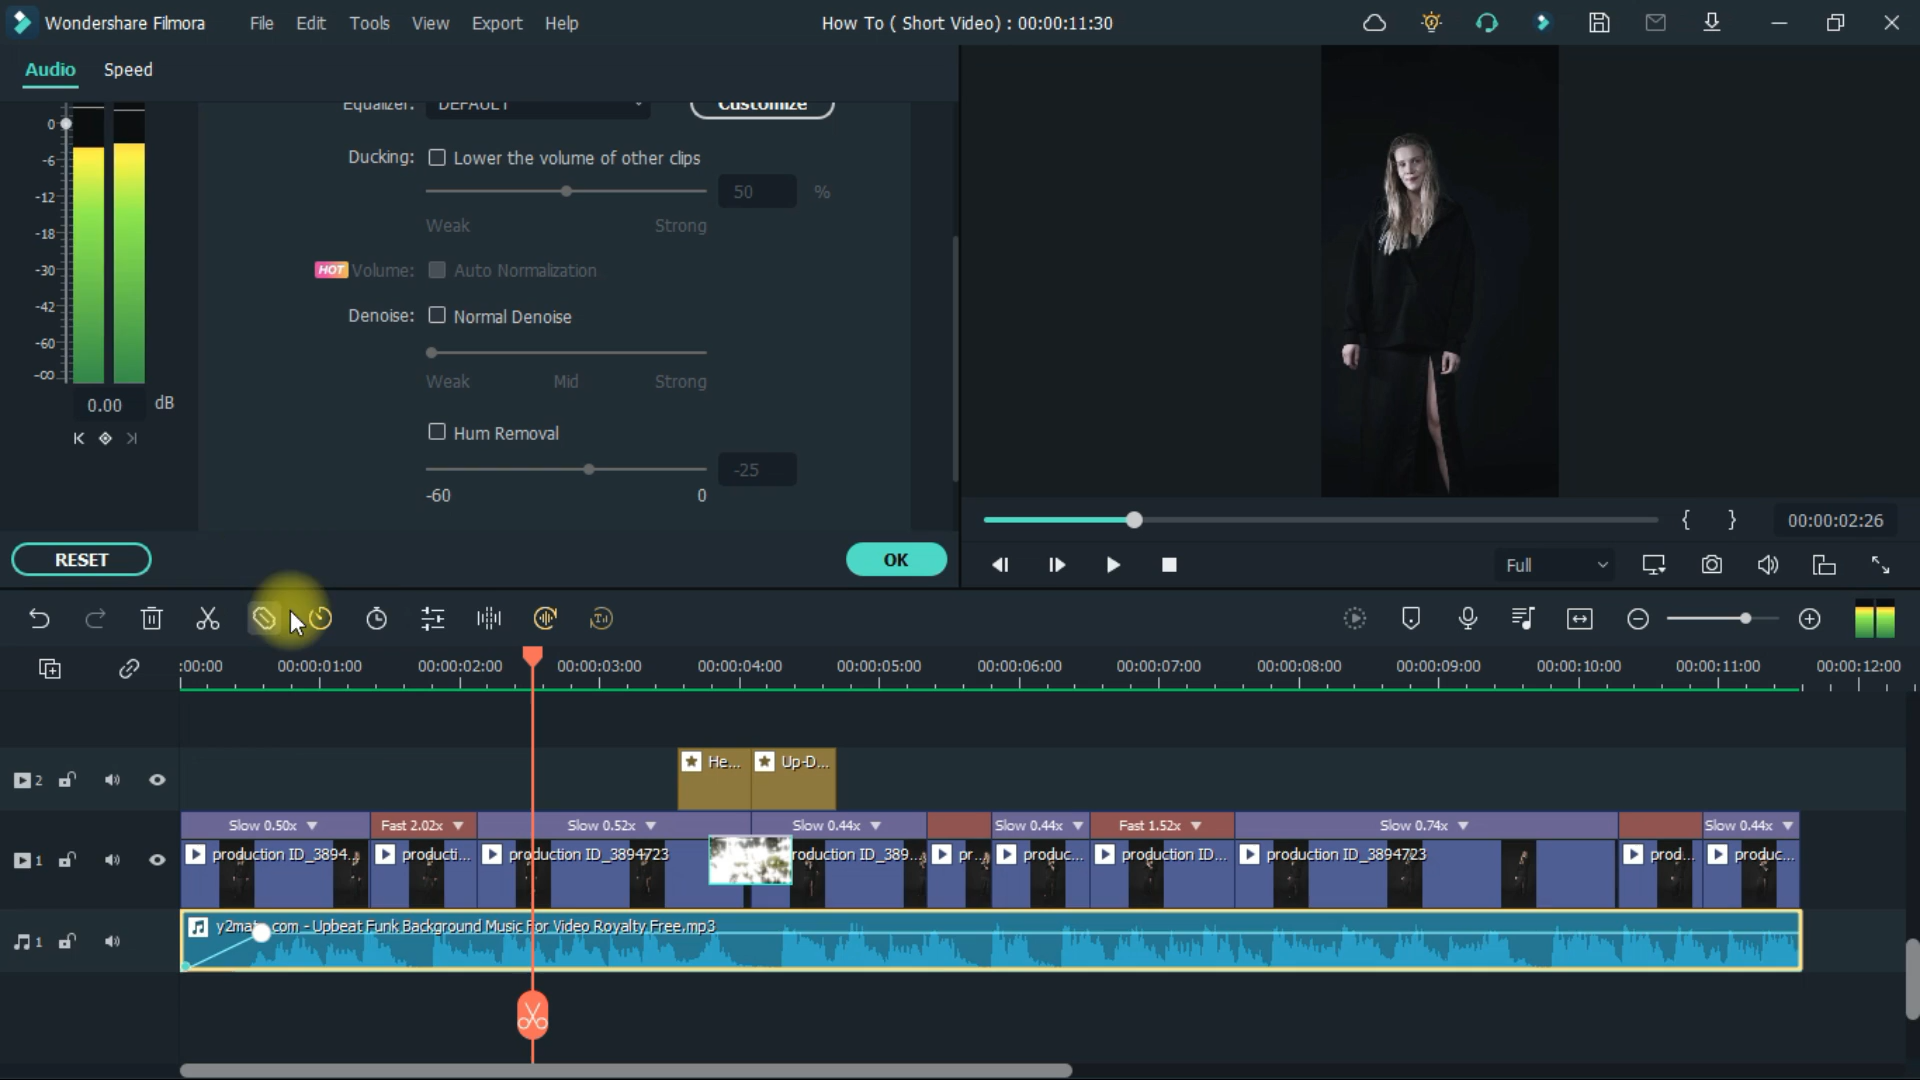 Wondershare Filmora File Edit Tools View Export Help How To ( Short Video) : 00:00:11:30
Audio Speed
Equalizer: DEFAULT Customize
0
-6
-12
-18
-30
-42
-60
-∞
0.00 dB
Ducking: Lower the volume of other clips
50 %
Weak Strong
HOT Volume: Auto Normalization
Denoise: Normal Denoise
Weak Mid Strong
Hum Removal
-25
-60 0
RESET OK
{ } 00:00:02:26
Full
:00:00 00:00:01:00 00:00:02:00 00:00:03:00 00:00:04:00 00:00:05:00 00:00:06:00 00:00:07:00 00:00:08:00 00:00:09:00 00:00:10:00 00:00:11:00 00:00:12:00
2 He... Up-D...
Slow 0.50x Fast 2.02x Slow 0.52x Slow 0.44x Slow 0.44x Fast 1.52x Slow 0.74x Slow 0.44x
1 production ID_3894... producti... production ID_3894723 roduction ID_389... pr... produc... production ID... production ID_3894723 prod... produc...
1 y2mate.com - Upbeat Funk Background Music For Video Royalty Free.mp3